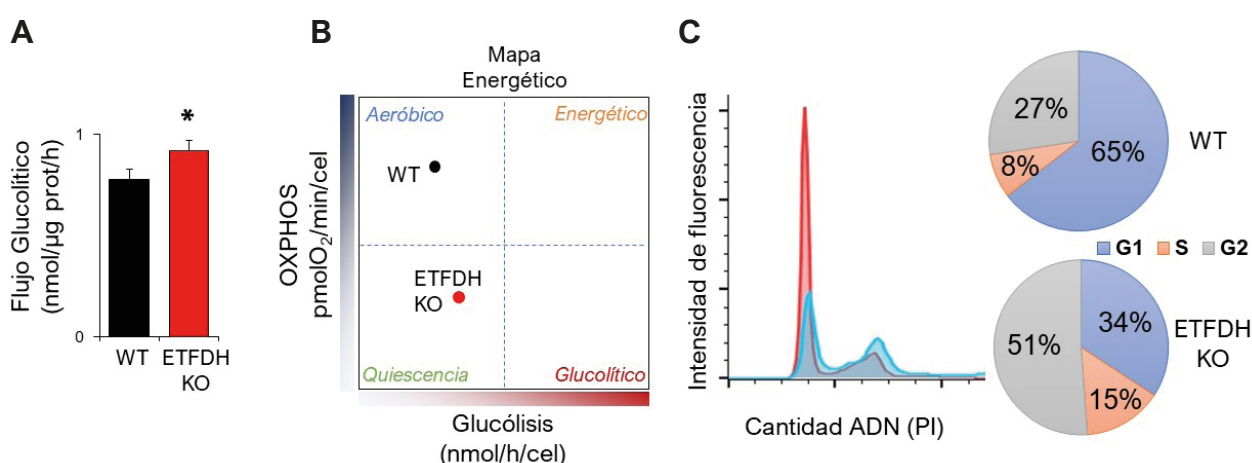 A
Flujo Glucolítico
(nmol/µg prot/h)
1
0
*
WT
ETFDH
KO
B
Mapa
Energético
OXPHOS
pmolO2/min/cel
Aeróbico
Energético
WT
ETFDH
KO
Quiescencia
Glucolítico
Glucólisis
(nmol/h/cel)
C
Intensidad de fluorescencia
Cantidad ADN (PI)
27%
65%
8%
WT
G1
S
G2
34%
51%
15%
ETFDH
KO